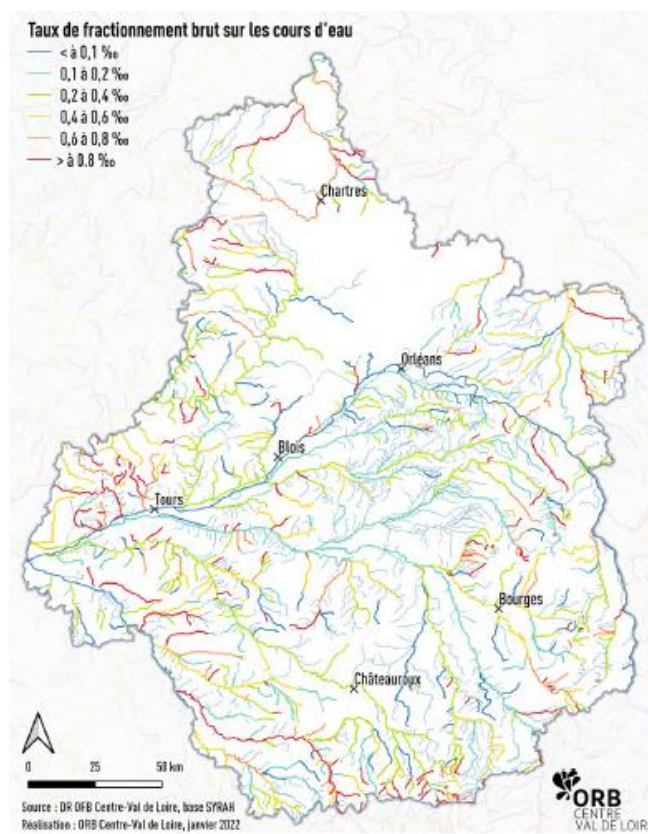 Taux de fractionnement brut sur les cours d'eau
< à 0,1 ‰
0,1 à 0,2 ‰
0,2 à 0,4 ‰
0,4 à 0,6 ‰
0,6 à 0,8 ‰
> à 0.8 ‰
Chartres
Orléans
Blois
Tours
Bourges
Châteauroux
0 25 50 km
Source : DR OFB Centre-Val de Loire, base SYRAH
Réalisation : ORB Centre-Val de Loire, janvier 2022
ORB
CENTRE
VAL DE LOIRE